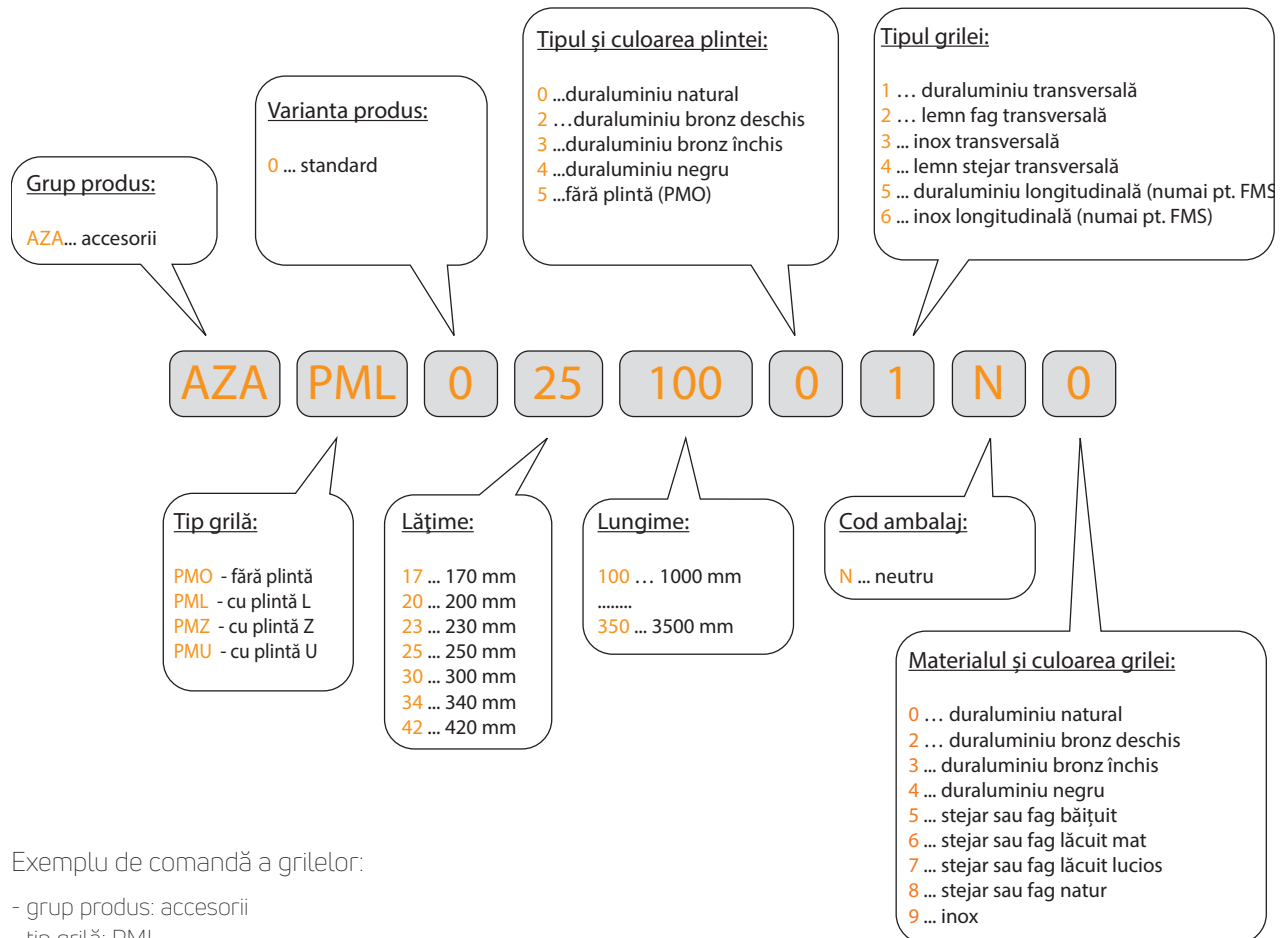 Tipul și culoarea plintei:
0 ...duraluminiu natural
2 …duraluminiu bronz deschis
3 ...duraluminiu bronz închis
4 ...duraluminiu negru
5 ...fără plintă (PMO)
Tipul grilei:
1 … duraluminiu transversală
2 … lemn fag transversală
3 ... inox transversală
4 ... lemn stejar transversală
5 ... duraluminiu longitudinală (numai pt. FMS
6 ... inox longitudinală (numai pt. FMS)
Varianta produs:
0 ... standard
Grup produs:
AZA... accesorii
AZA PML 0 25 100 0 1 N 0
Tip grilă:
PMO - fără plintă
PML - cu plintă L
PMZ - cu plintă Z
PMU - cu plintă U
Lăţime:
17 ... 170 mm
20 ... 200 mm
23 ... 230 mm
25 ... 250 mm
30 ... 300 mm
34 ... 340 mm
42 ... 420 mm
Lungime:
100 … 1000 mm
........
350 ... 3500 mm
Cod ambalaj:
N ... neutru
Materialul și culoarea grilei:
0 … duraluminiu natural
2 … duraluminiu bronz deschis
3 ... duraluminiu bronz închis
4 ... duraluminiu negru
5 ... stejar sau fag băițuit
6 ... stejar sau fag lăcuit mat
7 ... stejar sau fag lăcuit lucios
8 ... stejar sau fag natur
9 ... inox
Exemplu de comandă a grilelor:
- grup produs: accesorii
- tip grilă: PML